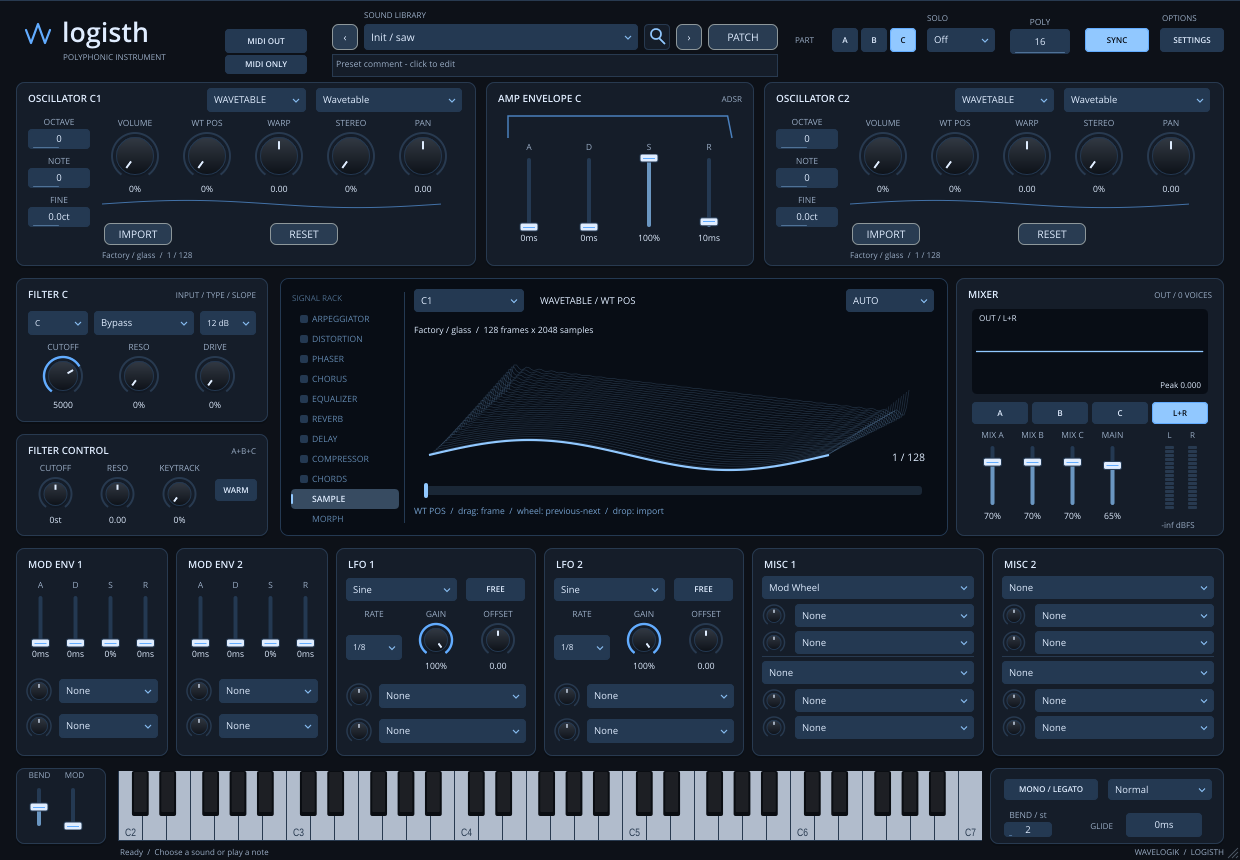 logisth
POLYPHONIC INSTRUMENT
MIDI OUT
MIDI ONLY
SOUND LIBRARY
‹
Init / saw
›
PATCH
Preset comment - click to edit
PART
A
B
C
SOLO
Off
POLY
16
SYNC
OPTIONS
SETTINGS
OSCILLATOR C1
WAVETABLE
Wavetable
OCTAVE
0
NOTE
0
FINE
0.0ct
VOLUME
WT POS
WARP
STEREO
PAN
0%
0%
0.00
0%
0.00
IMPORT
RESET
Factory / glass / 1 / 128
AMP ENVELOPE C
ADSR
A
D
S
R
0ms
0ms
100%
10ms
OSCILLATOR C2
WAVETABLE
Wavetable
OCTAVE
0
NOTE
0
FINE
0.0ct
VOLUME
WT POS
WARP
STEREO
PAN
0%
0%
0.00
0%
0.00
IMPORT
RESET
Factory / glass / 1 / 128
FILTER C
INPUT / TYPE / SLOPE
C
Bypass
12 dB
CUTOFF
RESO
DRIVE
5000
0%
0%
FILTER CONTROL
A+B+C
CUTOFF
RESO
KEYTRACK
WARM
0st
0.00
0%
SIGNAL RACK
ARPEGGIATOR
DISTORTION
PHASER
CHORUS
EQUALIZER
REVERB
DELAY
COMPRESSOR
CHORDS
SAMPLE
MORPH
C1
WAVETABLE / WT POS
AUTO
Factory / glass / 128 frames x 2048 samples
1 / 128
WT POS / drag: frame / wheel: previous-next / drop: import
MIXER
OUT / 0 VOICES
OUT / L+R
Peak 0.000
A
B
C
L+R
MIX A
MIX B
MIX C
MAIN
L
R
70%
70%
70%
65%
-inf dBFS
MOD ENV 1
A
D
S
R
0ms
0ms
0%
0ms
None
None
MOD ENV 2
A
D
S
R
0ms
0ms
0%
0ms
None
None
LFO 1
Sine
FREE
RATE
GAIN
OFFSET
1/8
100%
0.00
None
None
LFO 2
Sine
FREE
RATE
GAIN
OFFSET
1/8
100%
0.00
None
None
MISC 1
Mod Wheel
None
None
None
None
None
MISC 2
None
None
None
None
None
None
BEND
MOD
C2
C3
C4
C5
C6
C7
MONO / LEGATO
Normal
BEND / st
2
GLIDE
0ms
Ready / Choose a sound or play a note
WAVELOGIK / LOGISTH